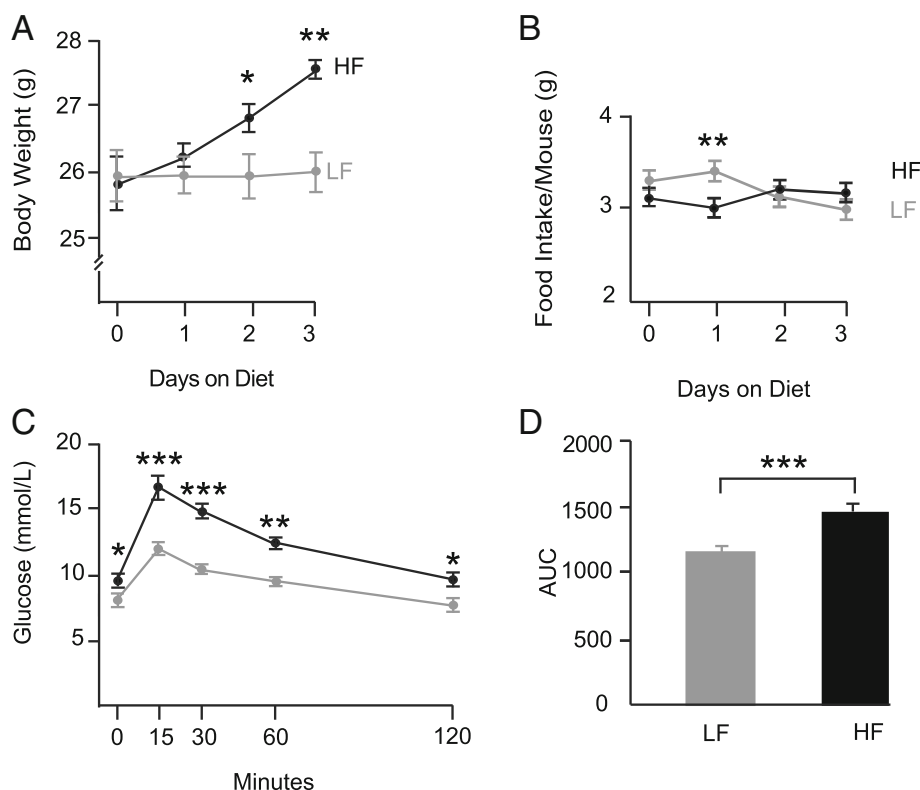 A
Body Weight (g)
28
27
26
25
** 
*
HF
LF
0 1 2 3
Days on Diet
B
Food Intake/Mouse (g)
4
3
2
**
HF
LF
0 1 2 3
Days on Diet
C
Glucose (mmol/L)
20
15
10
5
* *** *** ** *
0 15 30 60 120
Minutes
D
AUC
2000
1500
1000
500
0
***
LF HF